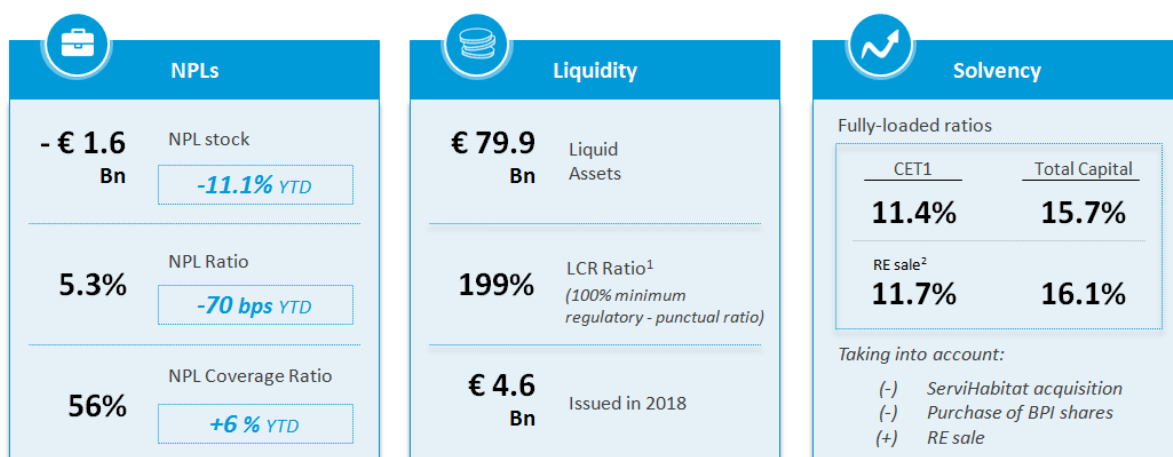 NPLs
- € 1.6
Bn
NPL stock
-11.1% YTD
5.3%
NPL Ratio
-70 bps YTD
56%
NPL Coverage Ratio
+6 % YTD
Liquidity
€ 79.9
Bn
Liquid
Assets
199%
LCR Ratio¹
(100% minimum
regulatory - punctual ratio)
€ 4.6
Bn
Issued in 2018
Solvency
Fully-loaded ratios
CET1 Total Capital
11.4% 15.7%
RE sale²
11.7% 16.1%
Taking into account:
(-) ServiHabitat acquisition
(-) Purchase of BPI shares
(+) RE sale